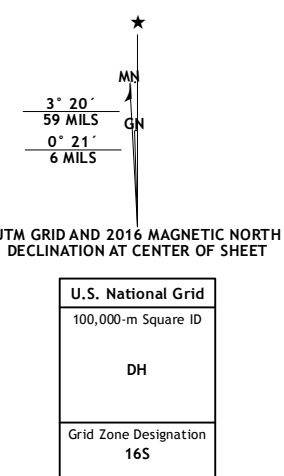 MN
3° 20´
59 MILS
GN
0° 21´
6 MILS
UTM GRID AND 2016 MAGNETIC NORTH
DECLINATION AT CENTER OF SHEET
U.S. National Grid
100,000-m Square ID
DH
Grid Zone Designation
16S